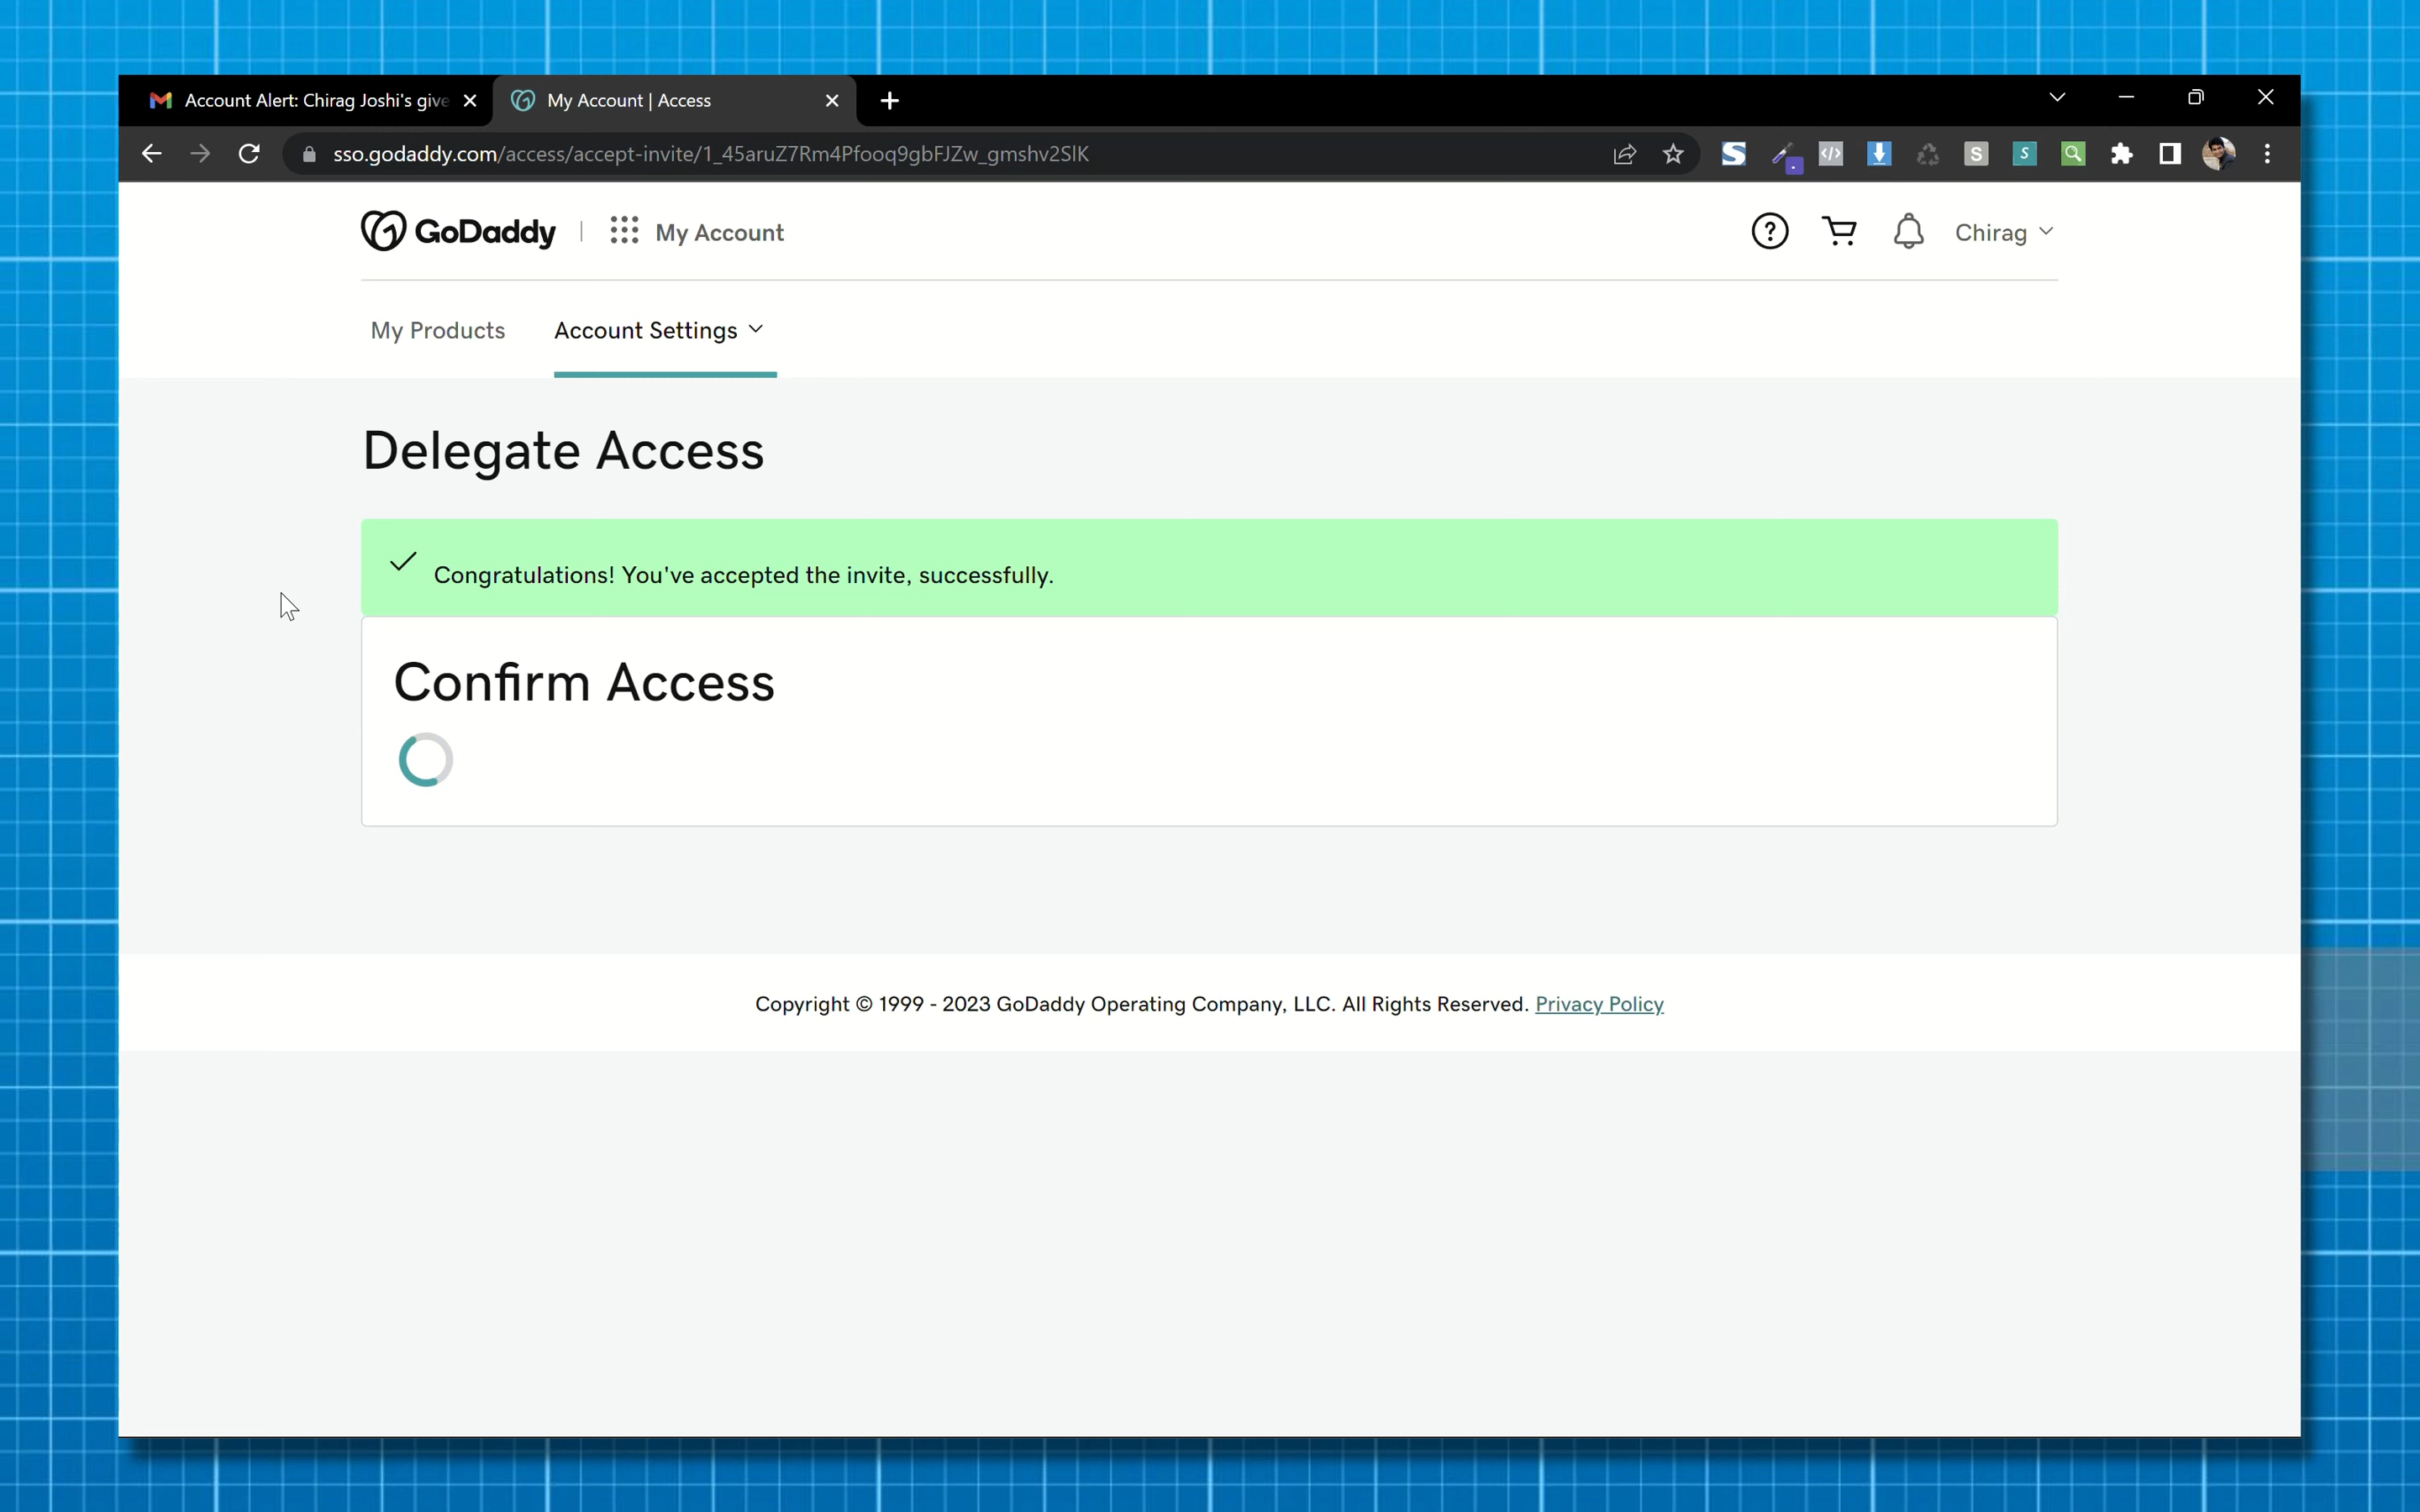 Account Alert: Chirag Joshi's give
My Account | Access
sso.godaddy.com/access/accept-invite/1_45aruZ7Rm4Pfooq9gbFJZw_gmshv2SlK
GoDaddy
My Account
Chirag
My Products
Account Settings
Delegate Access
Congratulations! You've accepted the invite, successfully.
Confirm Access
Copyright © 1999 - 2023 GoDaddy Operating Company, LLC. All Rights Reserved. Privacy Policy